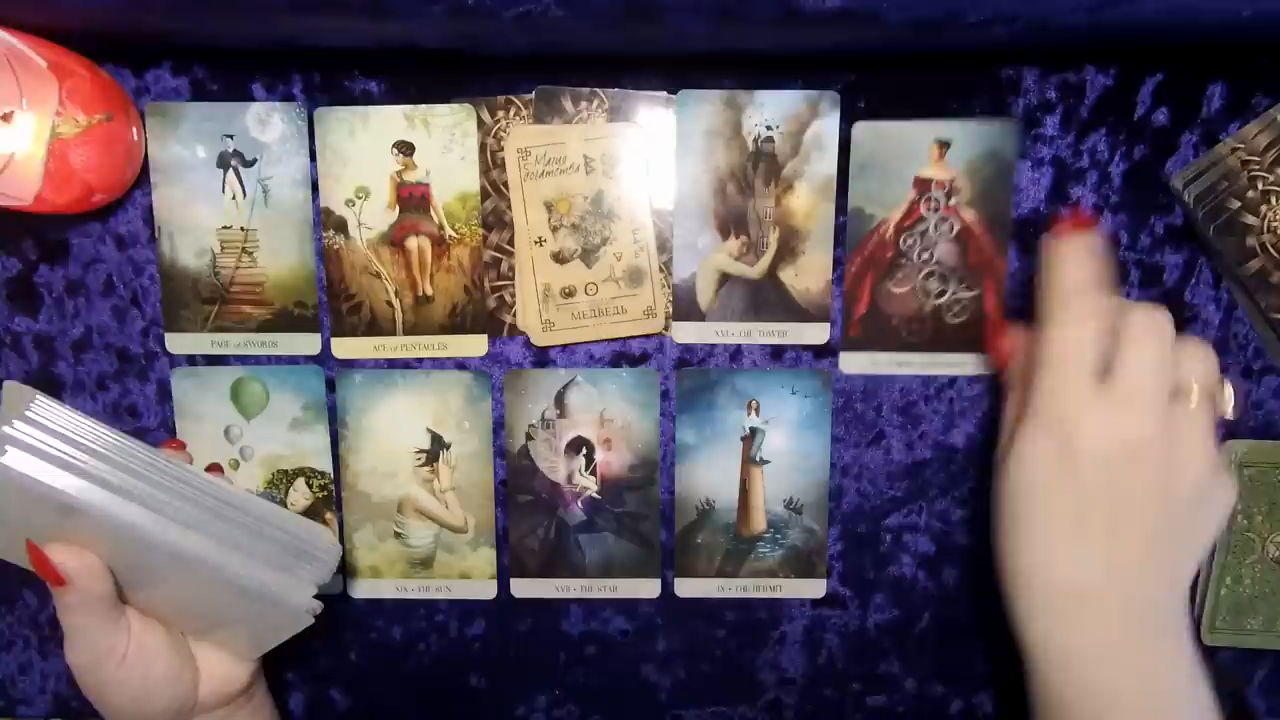 PAGE of SWORDS
ACE of PENTACLES
МЕДВЕДЬ
XVI • THE TOWER
XIX • THE SUN
XVII • THE STAR
IX • THE HERMIT